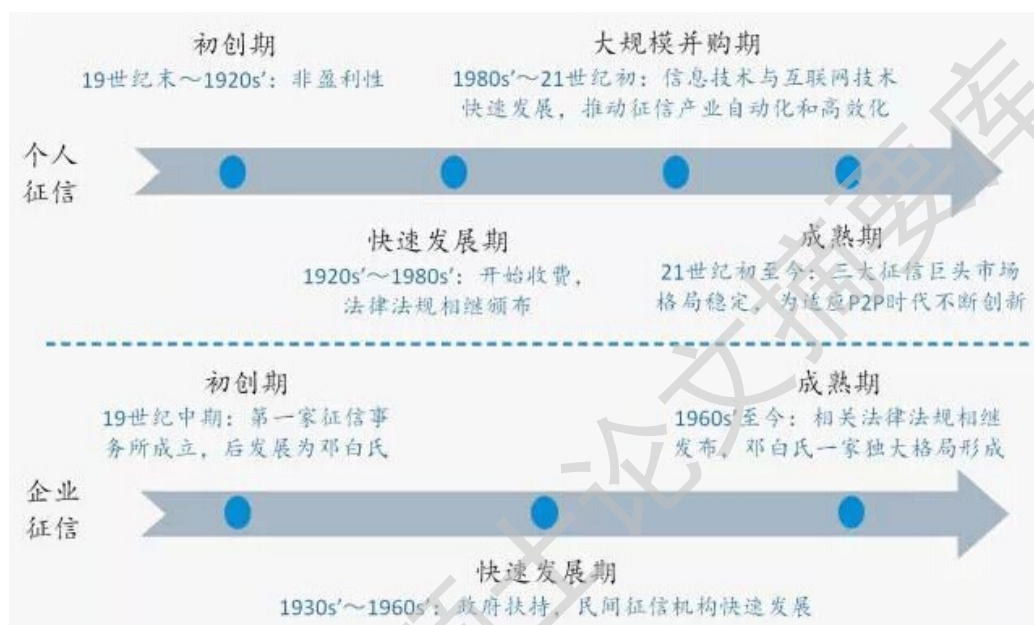 初创期
19世纪末～1920s'：非盈利性
大规模并购期
1980s'～21世纪初：信息技术与互联网技术
快速发展，推动征信产业自动化和高效化
个人
征信
快速发展期
1920s'～1980s'：开始收费，
法律法规相继颁布
成熟期
21世纪初至今：三大征信巨头市场
格局稳定，为适应P2P时代不断创新
初创期
19世纪中期：第一家征信事
务所成立，后发展为邓白氏
成熟期
1960s'至今：相关法律法规相继
发布，邓白氏一家独大格局形成
企业
征信
快速发展期
1930s'～1960s'：政府扶持，民间征信机构快速发展
士论文摘要库